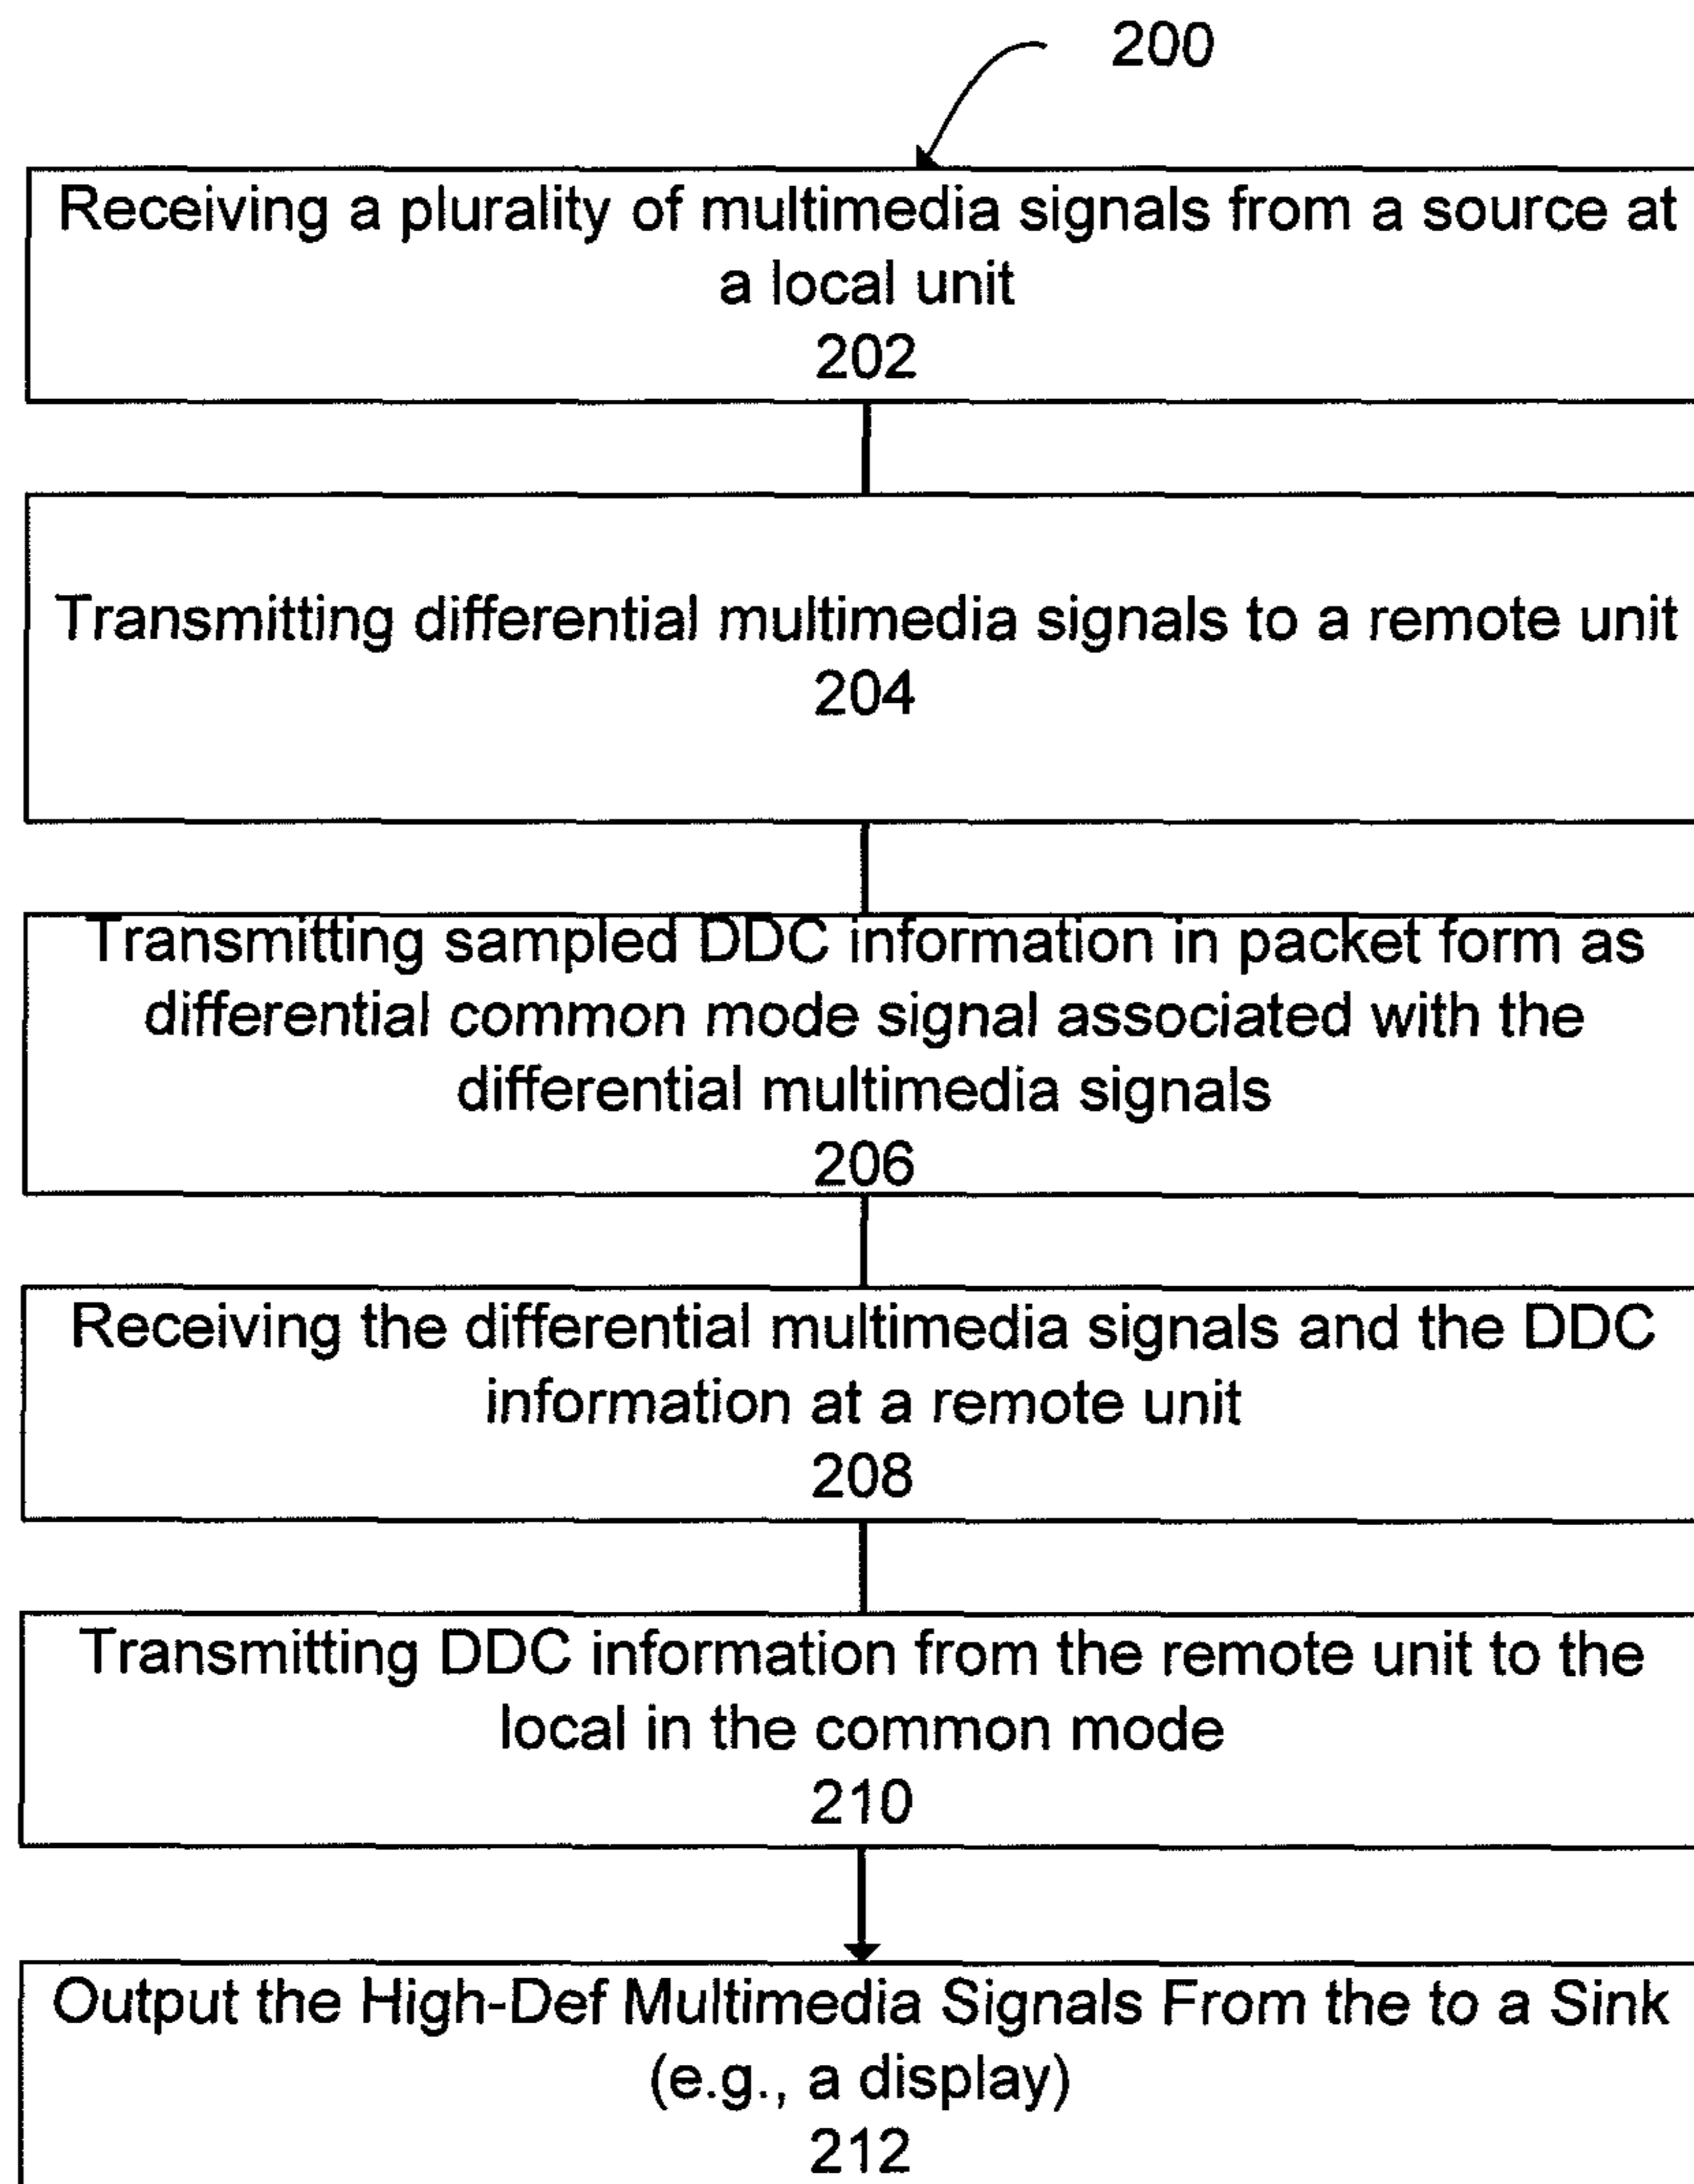 200
Receiving a plurality of multimedia signals from a source at
a local unit
202
Transmitting differential multimedia signals to a remote unit
204
Transmitting sampled DDC information in packet form as
differential common mode signal associated with the
differential multimedia signals
206
Receiving the differential multimedia signals and the DDC
information at a remote unit
208
Transmitting DDC information from the remote unit to the
local in the common mode
210
Output the High-Def Multimedia Signals From the to a Sink
(e.g., a display)
212